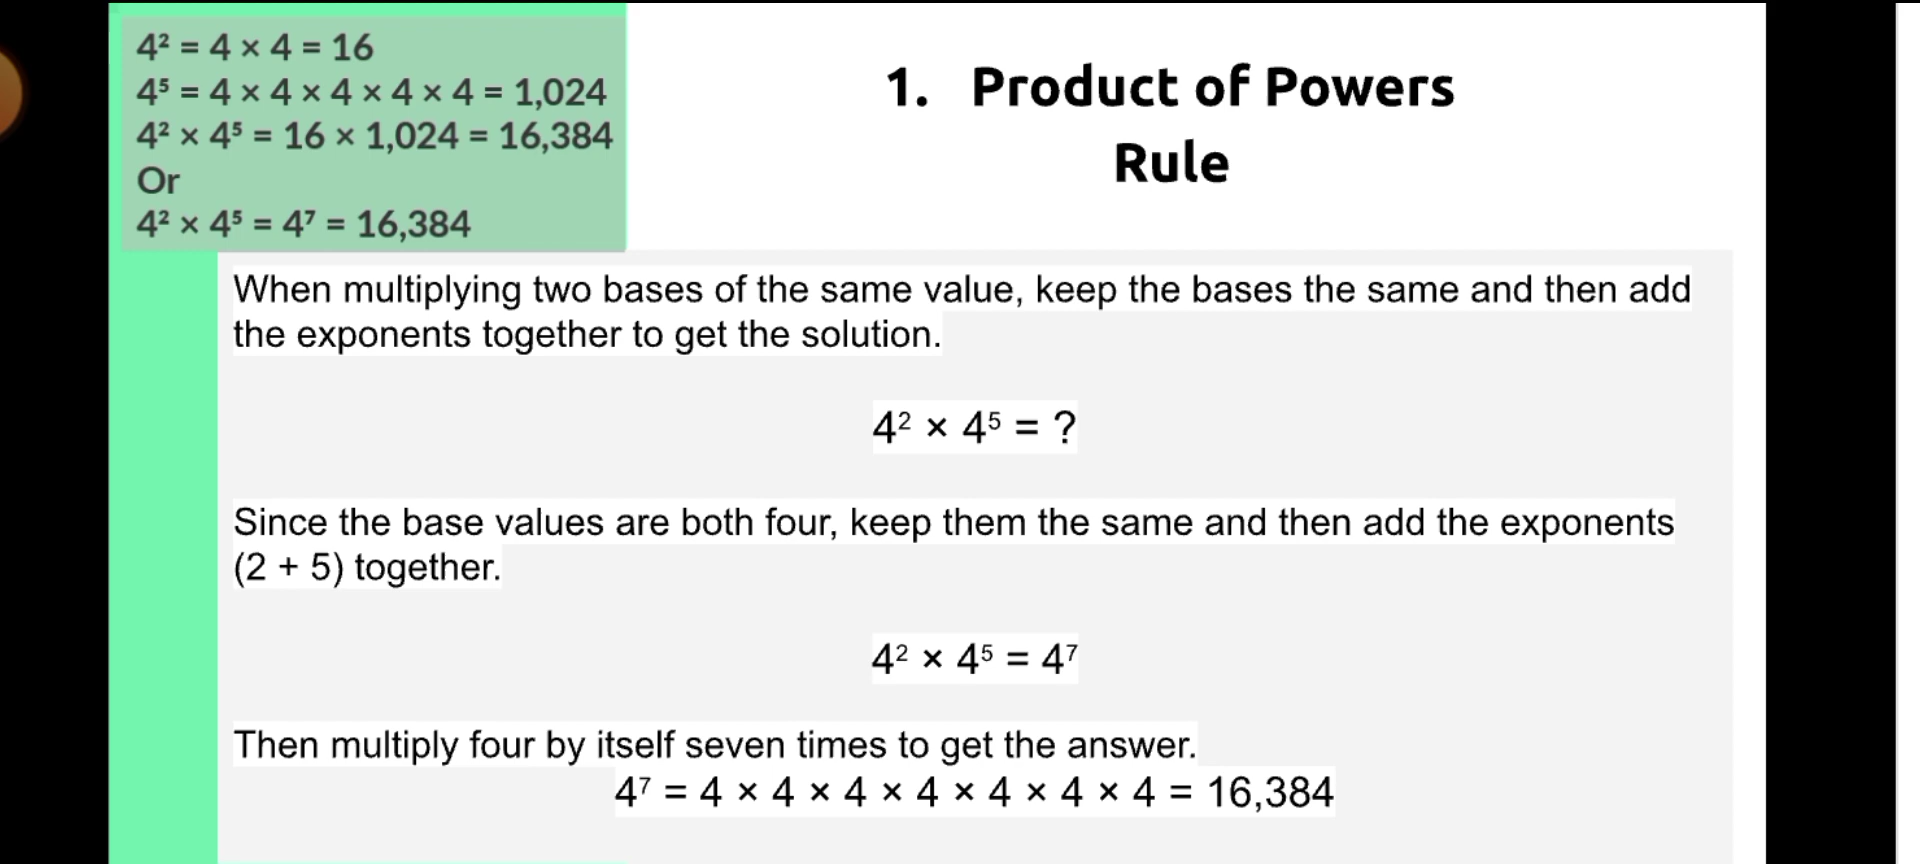 4² = 4 × 4 = 16
4⁵ = 4 × 4 × 4 × 4 × 4 = 1,024
4² × 4⁵ = 16 × 1,024 = 16,384
Or
4² × 4⁵ = 4⁷ = 16,384
1. Product of Powers
Rule
When multiplying two bases of the same value, keep the bases the same and then add
the exponents together to get the solution.
4² × 4⁵ = ?
Since the base values are both four, keep them the same and then add the exponents
(2 + 5) together.
4² × 4⁵ = 4⁷
Then multiply four by itself seven times to get the answer.
4⁷ = 4 × 4 × 4 × 4 × 4 × 4 × 4 = 16,384